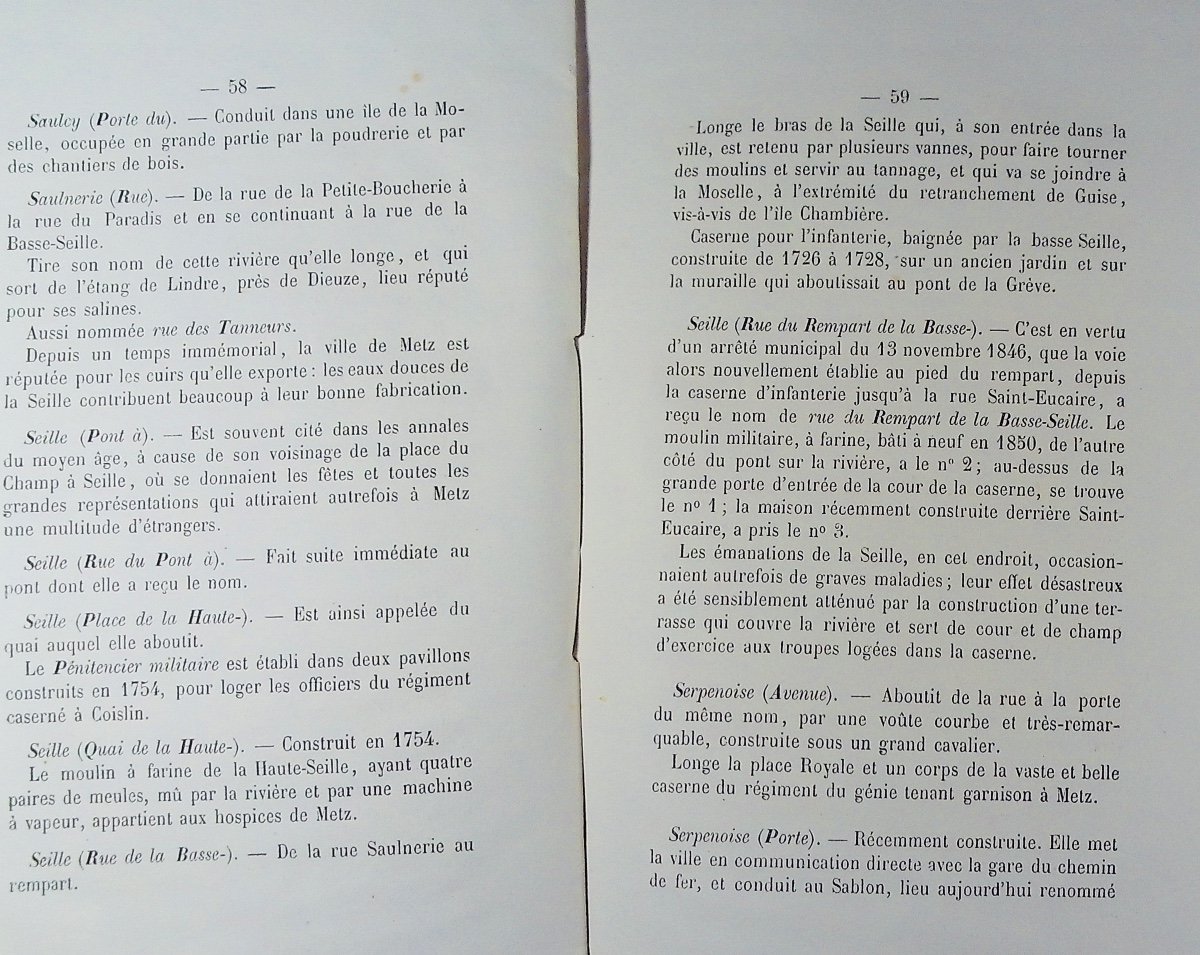 — 58 —
Saulcy (Porte du). — Conduit dans une île de la Mo-
selle, occupée en grande partie par la poudrerie et par
des chantiers de bois.
Saulnerie (Rue). — De la rue de la Petite-Boucherie à
la rue du Paradis et en se continuant à la rue de la
Basse-Seille.
Tire son nom de cette rivière qu'elle longe, et qui
sort de l'étang de Lindre, près de Dieuze, lieu réputé
pour ses salines.
Aussi nommée rue des Tanneurs.
Depuis un temps immémorial, la ville de Metz est
réputée pour les cuirs qu'elle exporte : les eaux douces de
la Seille contribuent beaucoup à leur bonne fabrication.
Seille (Pont à). — Est souvent cité dans les annales
du moyen âge, à cause de son voisinage de la place du
Champ à Seille, où se donnaient les fêtes et toutes les
grandes représentations qui attiraient autrefois à Metz
une multitude d'étrangers.
Seille (Rue du Pont à). — Fait suite immédiate au
pont dont elle a reçu le nom.
Seille (Place de la Haute-). — Est ainsi appelée du
quai auquel elle aboutit.
Le Pénitencier militaire est établi dans deux pavillons
construits en 1754, pour loger les officiers du régiment
caserné à Coislin.
Seille (Quai de la Haute-). — Construit en 1754.
Le moulin à farine de la Haute-Seille, ayant quatre
paires de meules, mû par la rivière et par une machine
à vapeur, appartient aux hospices de Metz.
Seille (Rue de la Basse-). — De la rue Saulnerie au
rempart.
— 59 —
Longe le bras de la Seille qui, à son entrée dans la
ville, est retenu par plusieurs vannes, pour faire tourner
des moulins et servir au tannage, et qui va se joindre à
la Moselle, à l'extrémité du retranchement de Guise,
vis-à-vis de l'île Chambière.
Caserne pour l'infanterie, baignée par la basse Seille,
construite de 1726 à 1728, sur un ancien jardin et sur
la muraille qui aboutissait au pont de la Grève.
Seille (Rue du Rempart de la Basse-). — C'est en vertu
d'un arrêté municipal du 13 novembre 1846, que la voie
alors nouvellement établie au pied du rempart, depuis
la caserne d'infanterie jusqu'à la rue Saint-Eucaire, a
reçu le nom de rue du Rempart de la Basse-Seille. Le
moulin militaire, à farine, bâti à neuf en 1850, de l'autre
côté du pont sur la rivière, a le nº 2 ; au-dessus de la
grande porte d'entrée de la cour de la caserne, se trouve
le nº 1 ; la maison récemment construite derrière Saint-
Eucaire, a pris le nº 3.
Les émanations de la Seille, en cet endroit, occasion-
naient autrefois de graves maladies ; leur effet désastreux
a été sensiblement atténué par la construction d'une ter-
rasse qui couvre la rivière et sert de cour et de champ
d'exercice aux troupes logées dans la caserne.
Serpenoise (Avenue). — Aboutit de la rue à la porte
du même nom, par une voûte courbe et très-remar-
quable, construite sous un grand cavalier.
Longe la place Royale et un corps de la vaste et belle
caserne du régiment du génie tenant garnison à Metz.
Serpenoise (Porte). — Récemment construite. Elle met
la ville en communication directe avec la gare du chemin
de fer, et conduit au Sablon, lieu aujourd'hui renommé